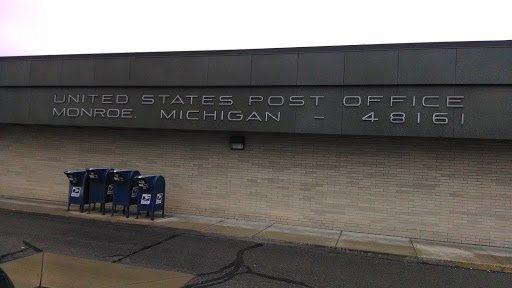 UNITED STATES POST OFFICE
MONROE, MICHIGAN - 48161